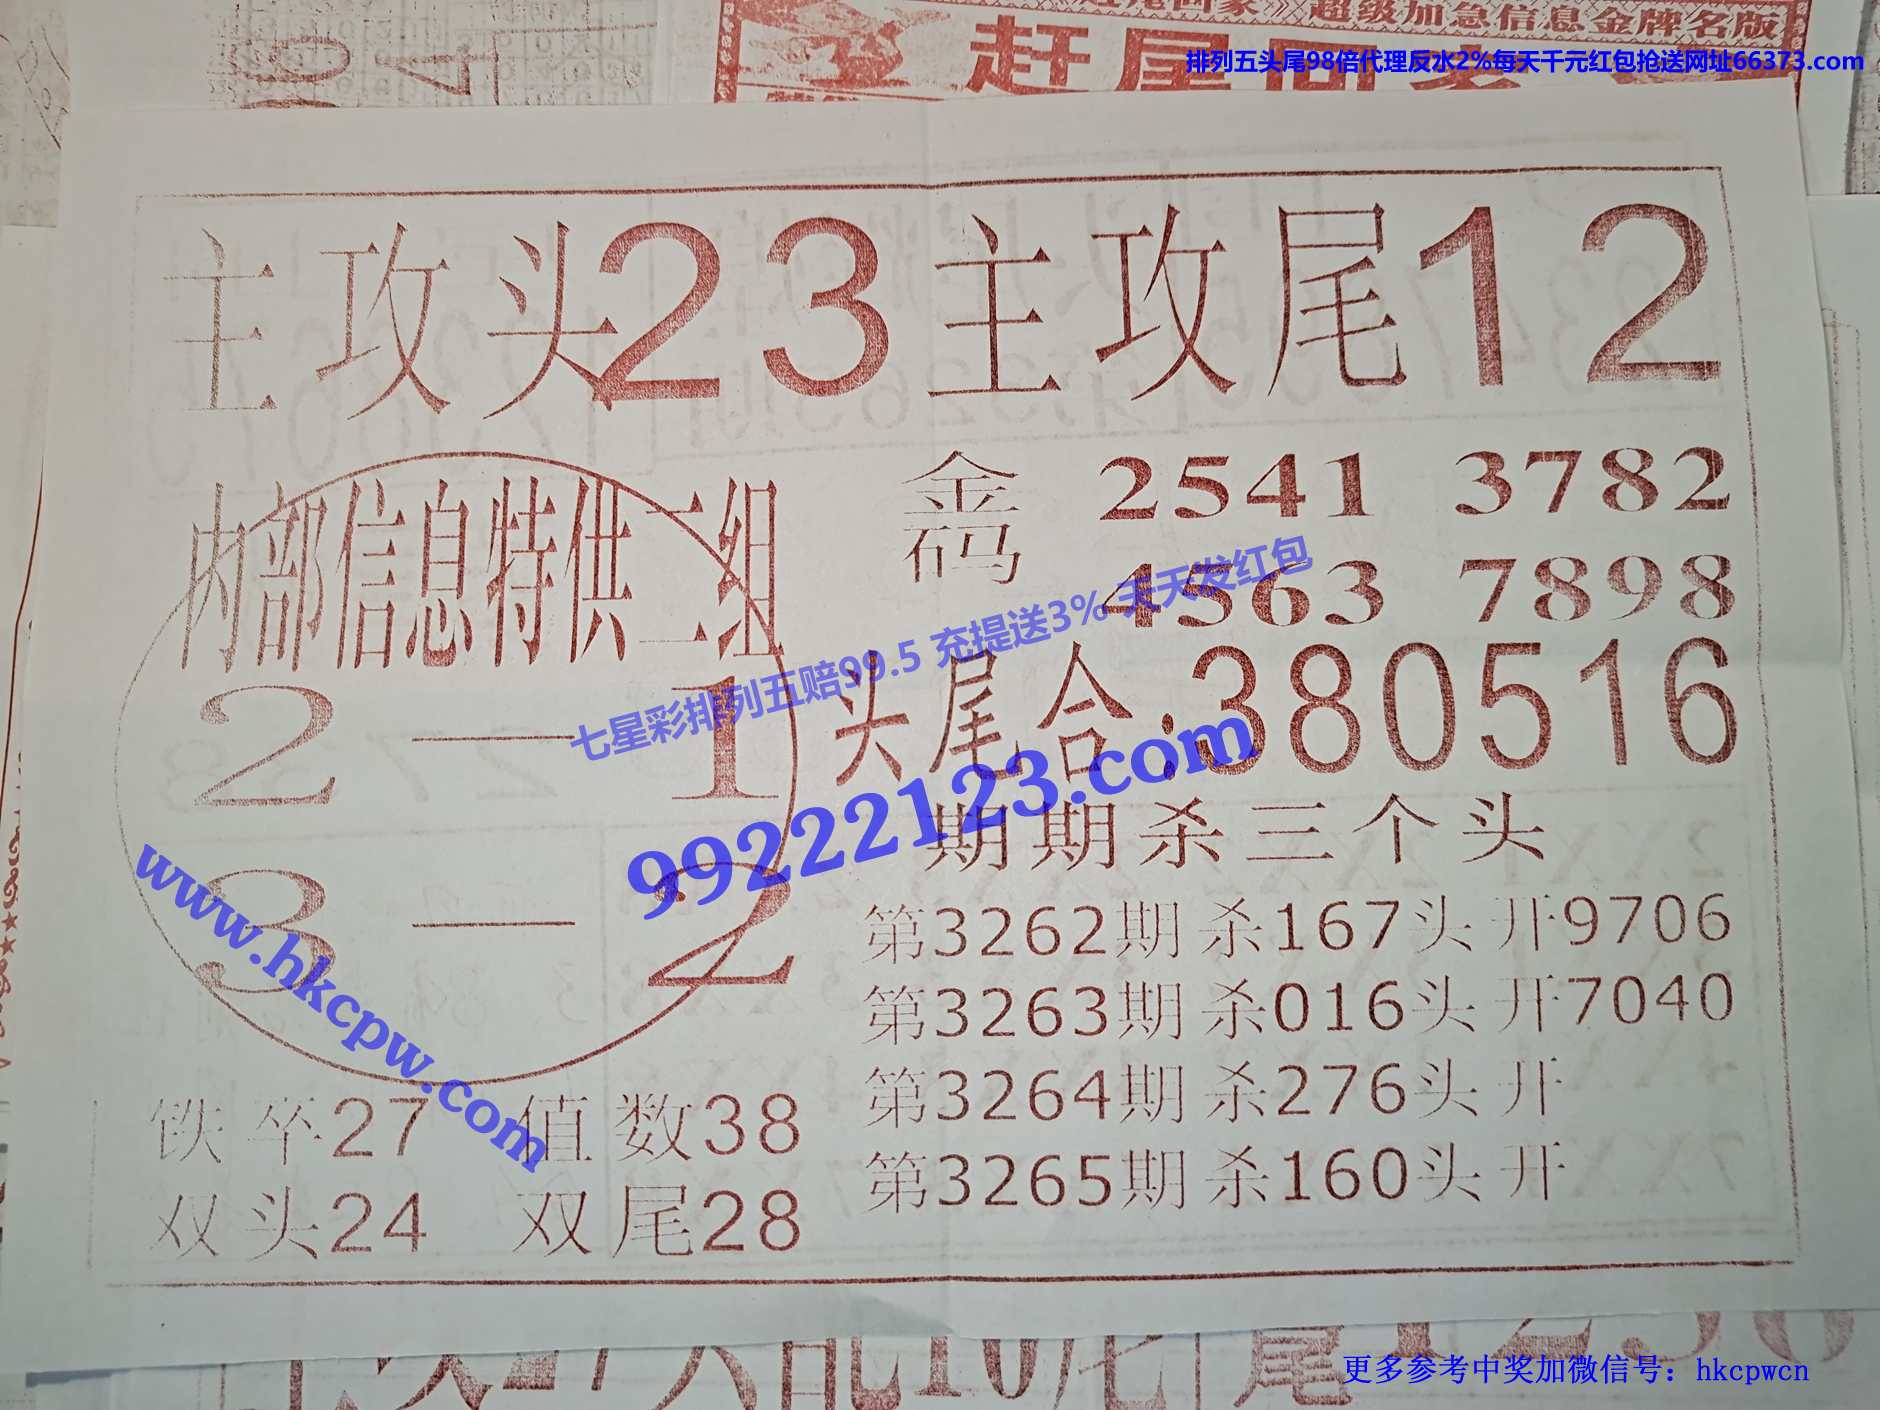 超级加急信息金牌名版
赶尾回家
排列五头尾98倍代理反水2%每天千元红包抢送网址66373.com
主攻头23主攻尾12
内部信息特供二组
2—1
3—2
金码 2541 3782
4563 7898
头尾合:380516
七星彩排列五赔99.5 充提送3% 天天发红包
99222123.com
www.hkcpw.com
期期杀三个头
第3262期杀167头开9706
第3263期杀016头开7040
第3264期杀276头开
第3265期杀160头开
铁卒27 值数38
双头24 双尾28
更多参考中奖加微信号：hkcpwcn